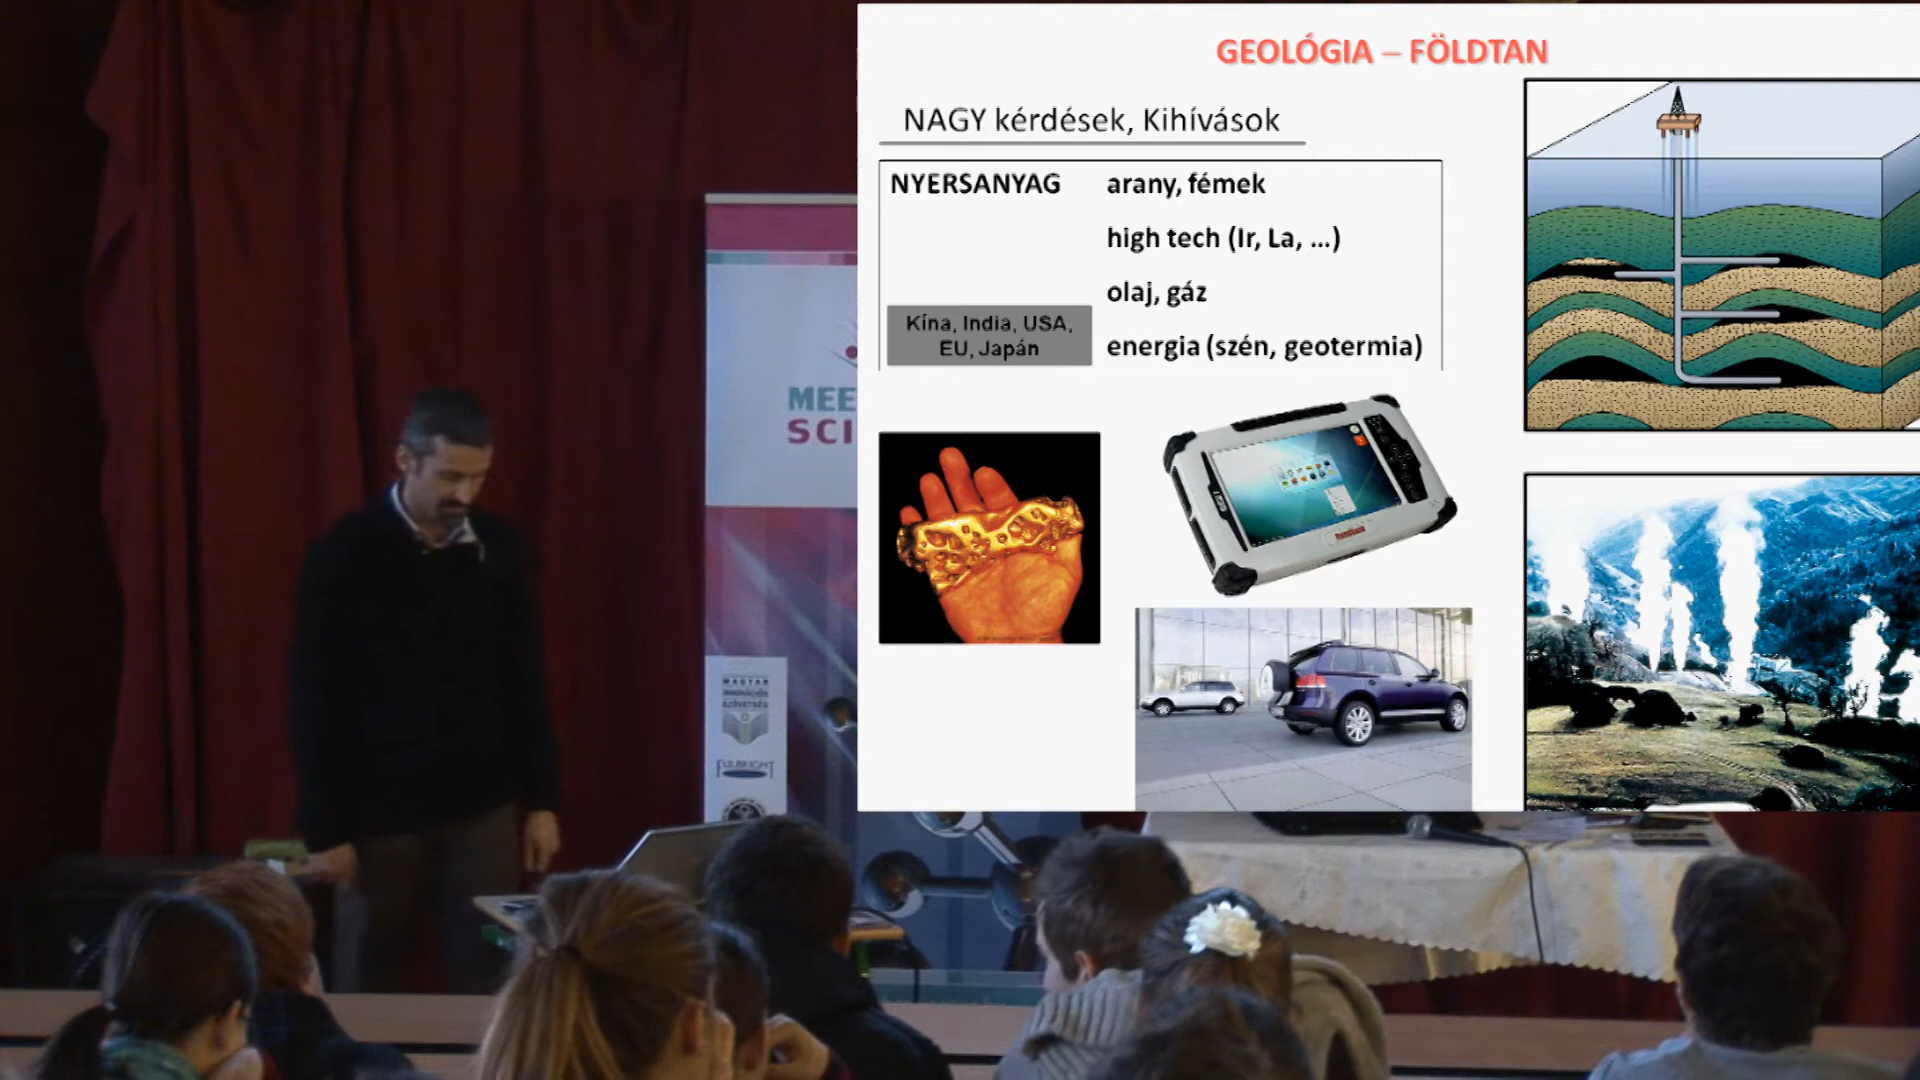 GEOLÓGIA – FÖLDTAN
NAGY kérdések, Kihívások
NYERSANYAG
arany, fémek
high tech (Ir, La, ...)
olaj, gáz
Kína, India, USA,
EU, Japán
energia (szén, geotermia)
MEE
SCI
MAGYAR
INNOVÁCIÓS
SZÖVETSÉG
FULBRIGHT